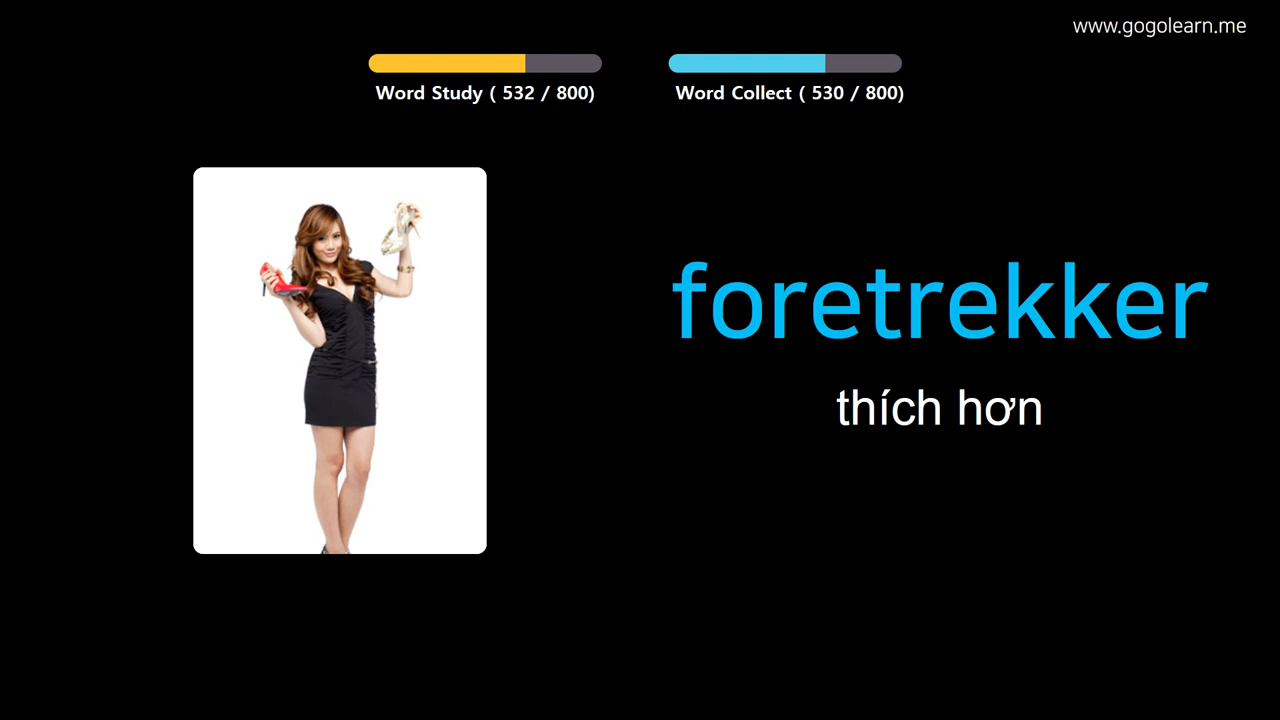 www.gogolearn.me
Word Study ( 532 / 800)
Word Collect ( 530 / 800)
foretrekker
thích hơn